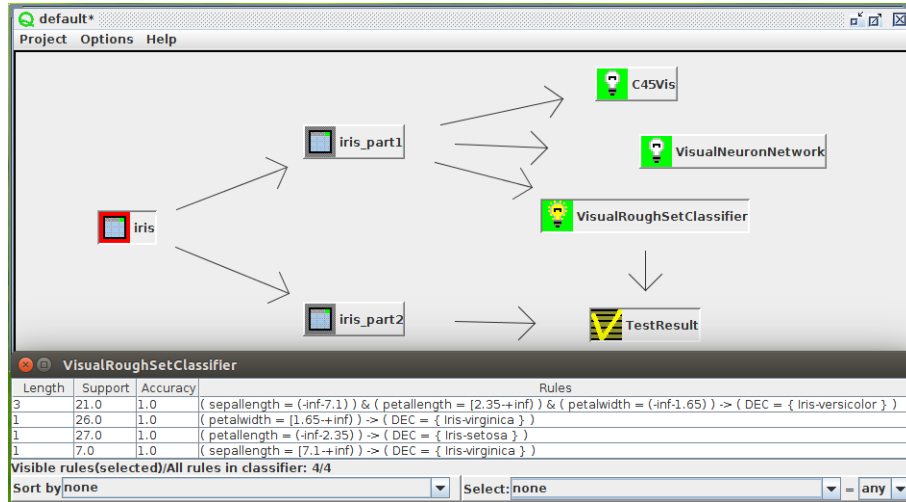 default*
Project Options Help
C45Vis
iris_part1
VisualNeuronNetwork
VisualRoughSetClassifier
iris
iris_part2
TestResult
VisualRoughSetClassifier
Length Support Accuracy Rules
3 21.0 1.0 ( sepallength = (-inf-7.1) ) & ( petallength = [2.35-+inf) ) & ( petalwidth = (-inf-1.65) ) -> ( DEC = { Iris-versicolor } )
1 26.0 1.0 ( petalwidth = [1.65-+inf) ) -> ( DEC = { Iris-virginica } )
1 27.0 1.0 ( petallength = (-inf-2.35) ) -> ( DEC = { Iris-setosa } )
1 7.0 1.0 ( sepallength = [7.1-+inf) ) -> ( DEC = { Iris-virginica } )
Visible rules(selected)/All rules in classifier: 4/4
Sort by none Select: none = any